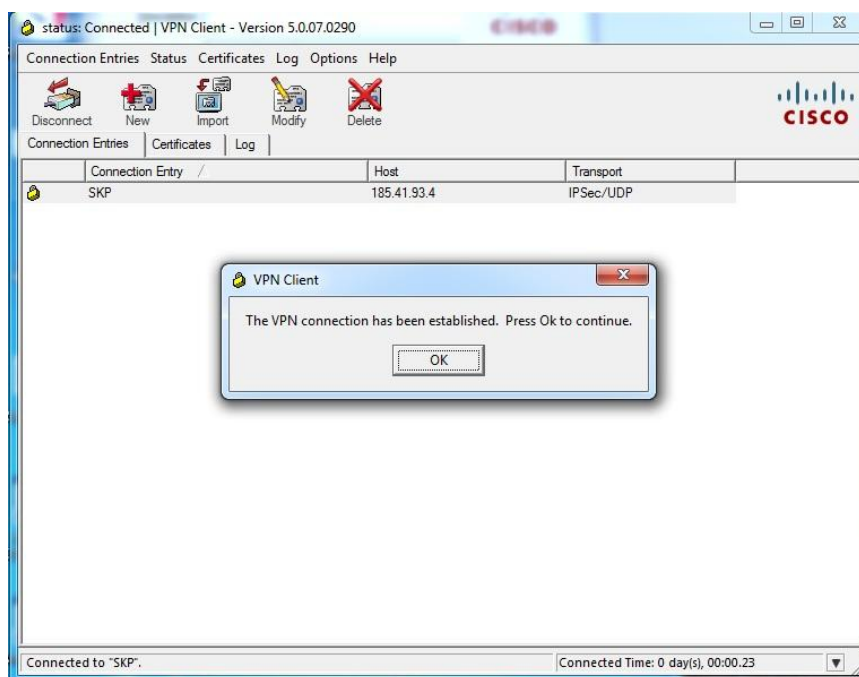 status: Connected | VPN Client - Version 5.0.07.0290
CISCO
Connection Entries Status Certificates Log Options Help
Disconnect New Import Modify Delete
CISCO
Connection Entries Certificates Log
Connection Entry / Host Transport
SKP 185.41.93.4 IPSec/UDP
VPN Client
The VPN connection has been established. Press Ok to continue.
OK
Connected to "SKP". Connected Time: 0 day(s), 00:00.23